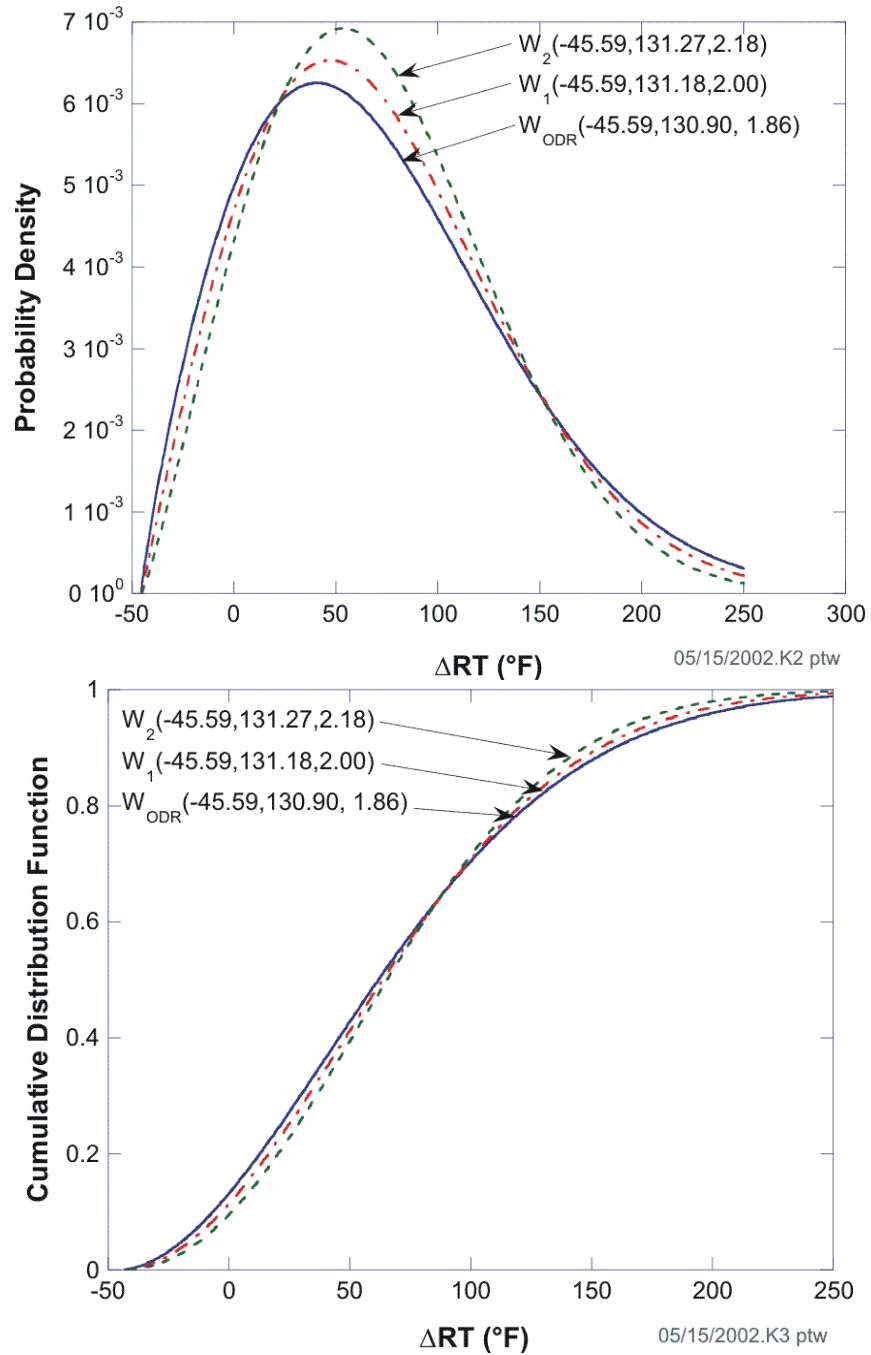 7 10-3
6 10-3
5 10-3
4 10-3
3 10-3
2 10-3
1 10-3
0 100
Probability Density
W2(-45.59,131.27,2.18)
W1(-45.59,131.18,2.00)
WODR(-45.59,130.90, 1.86)
-50 0 50 100 150 200 250 300
ΔRT (°F)
05/15/2002.K2 ptw
1
0.8
0.6
0.4
0.2
0
Cumulative Distribution Function
W2(-45.59,131.27,2.18)
W1(-45.59,131.18,2.00)
WODR(-45.59,130.90, 1.86)
-50 0 50 100 150 200 250
ΔRT (°F)
05/15/2002.K3 ptw